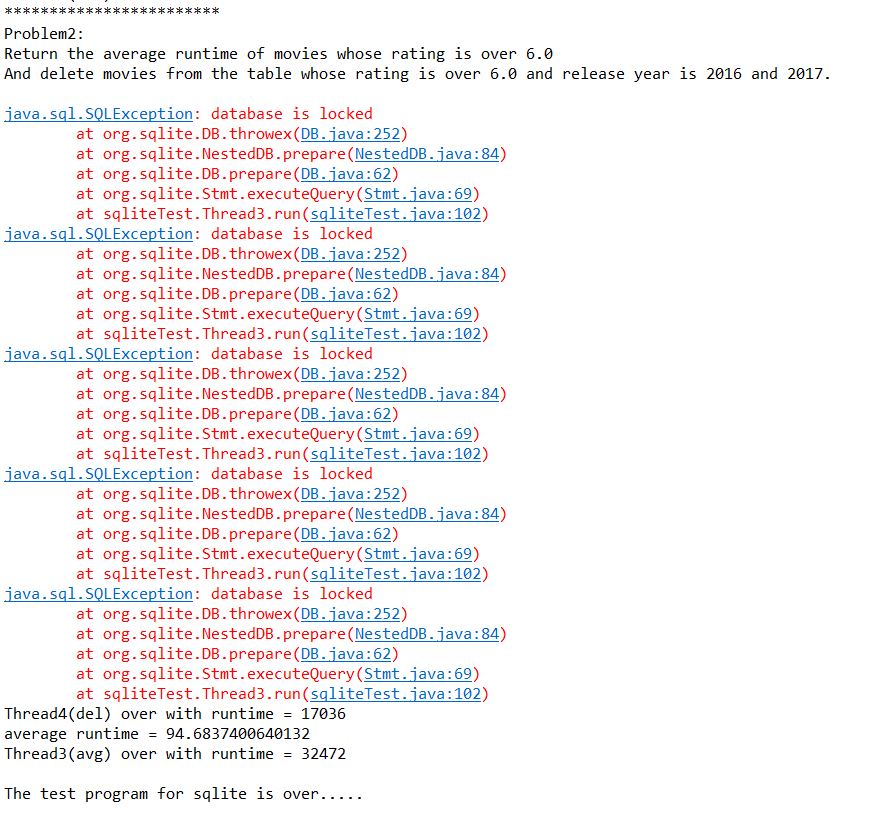 ************************
Problem2:
Return the average runtime of movies whose rating is over 6.0
And delete movies from the table whose rating is over 6.0 and release year is 2016 and 2017.
java.sql.SQLException: database is locked
at org.sqlite.DB.throwex(DB.java:252)
at org.sqlite.NestedDB.prepare(NestedDB.java:84)
at org.sqlite.DB.prepare(DB.java:62)
at org.sqlite.Stmt.executeQuery(Stmt.java:69)
at sqliteTest.Thread3.run(sqliteTest.java:102)
java.sql.SQLException: database is locked
at org.sqlite.DB.throwex(DB.java:252)
at org.sqlite.NestedDB.prepare(NestedDB.java:84)
at org.sqlite.DB.prepare(DB.java:62)
at org.sqlite.Stmt.executeQuery(Stmt.java:69)
at sqliteTest.Thread3.run(sqliteTest.java:102)
java.sql.SQLException: database is locked
at org.sqlite.DB.throwex(DB.java:252)
at org.sqlite.NestedDB.prepare(NestedDB.java:84)
at org.sqlite.DB.prepare(DB.java:62)
at org.sqlite.Stmt.executeQuery(Stmt.java:69)
at sqliteTest.Thread3.run(sqliteTest.java:102)
java.sql.SQLException: database is locked
at org.sqlite.DB.throwex(DB.java:252)
at org.sqlite.NestedDB.prepare(NestedDB.java:84)
at org.sqlite.DB.prepare(DB.java:62)
at org.sqlite.Stmt.executeQuery(Stmt.java:69)
at sqliteTest.Thread3.run(sqliteTest.java:102)
java.sql.SQLException: database is locked
at org.sqlite.DB.throwex(DB.java:252)
at org.sqlite.NestedDB.prepare(NestedDB.java:84)
at org.sqlite.DB.prepare(DB.java:62)
at org.sqlite.Stmt.executeQuery(Stmt.java:69)
at sqliteTest.Thread3.run(sqliteTest.java:102)
Thread4(del) over with runtime = 17036
average runtime = 94.6837400640132
Thread3(avg) over with runtime = 32472
The test program for sqlite is over.....